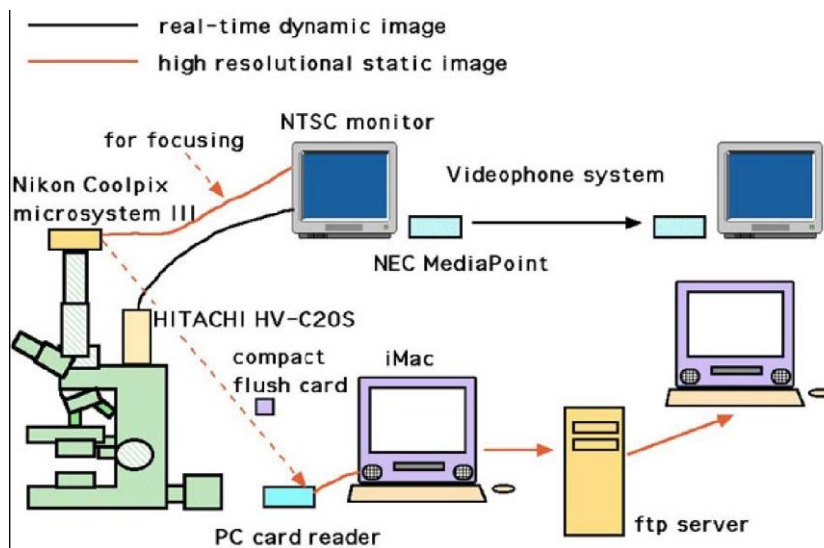 real-time dynamic image
high resolutional static image
NTSC monitor
for focusing
Nikon Coolpix
microsystem III
Videophone system
NEC MediaPoint
HITACHI HV-C20S
compact
flush card
iMac
PC card reader
ftp server